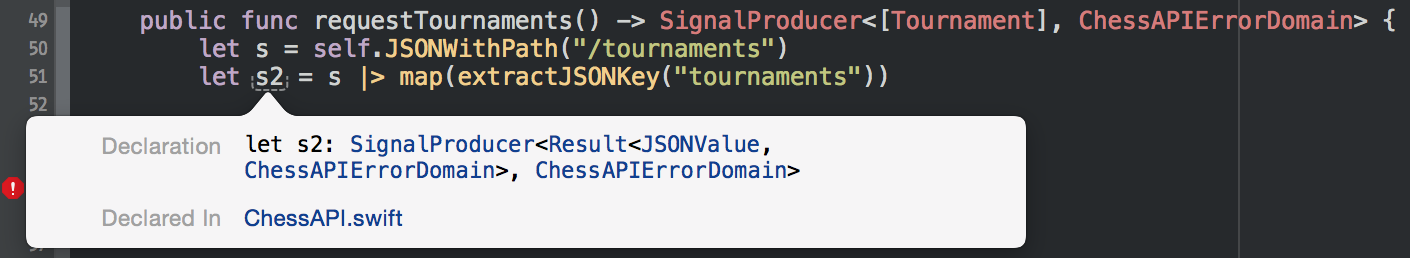 49 public func requestTournaments() -> SignalProducer<[Tournament], ChessAPIErrorDomain> {
50 let s = self.JSONWithPath("/tournaments")
51 let s2 = s |> map(extractJSONKey("tournaments"))
52
Declaration let s2: SignalProducer<Result<JSONValue,
ChessAPIErrorDomain>, ChessAPIErrorDomain>
Declared In ChessAPI.swift